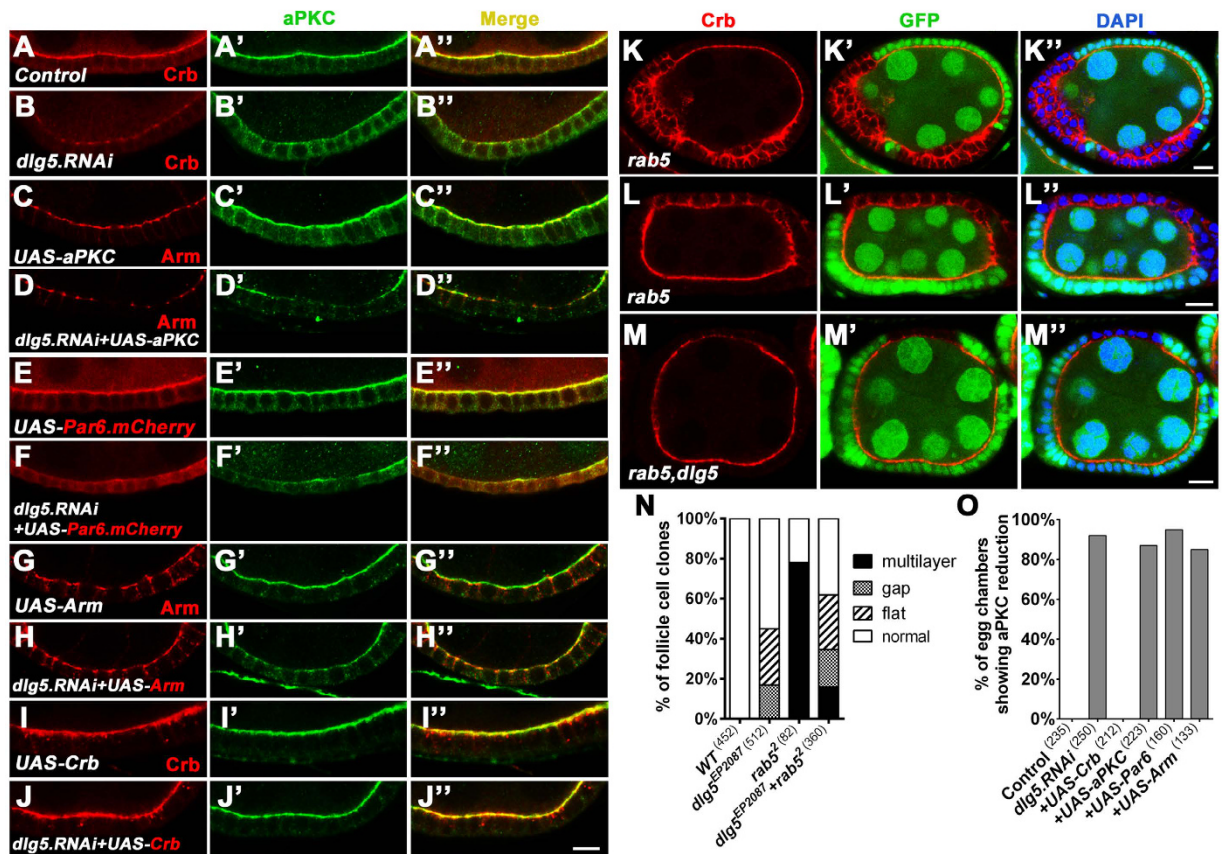 aPKC Merge
A A' A'' Control Crb
B B' B'' dlg5.RNAi Crb
C C' C'' UAS-aPKC Arm
D D' D'' Arm
dlg5.RNAi+UAS-aPKC
E E' E''
UAS-Par6.mCherry
F F' F''
dlg5.RNAi
+UAS-Par6.mCherry
G G' G''
UAS-Arm Arm
H H' H''
dlg5.RNAi+UAS-Arm
I I' I''
UAS-Crb Crb
J J' J''
dlg5.RNAi+UAS-Crb
Crb GFP DAPI
K K' K''
rab5
L L' L''
rab5
M M' M''
rab5,dlg5
N
% of follicle cell clones
100%
80%
60%
40%
20%
0%
multilayer
gap
flat
normal
WT (452)
dlg5^EP2087 (512)
rab5² (82)
dlg5^EP2087 (360)
+rab5²
O
% of egg chambers
showing aPKC reduction
100%
80%
60%
40%
20%
0%
Control (235)
dlg5.RNAi (250)
+UAS-Crb (212)
+UAS-aPKC (223)
+UAS-Par6 (160)
+UAS-Arm (133)